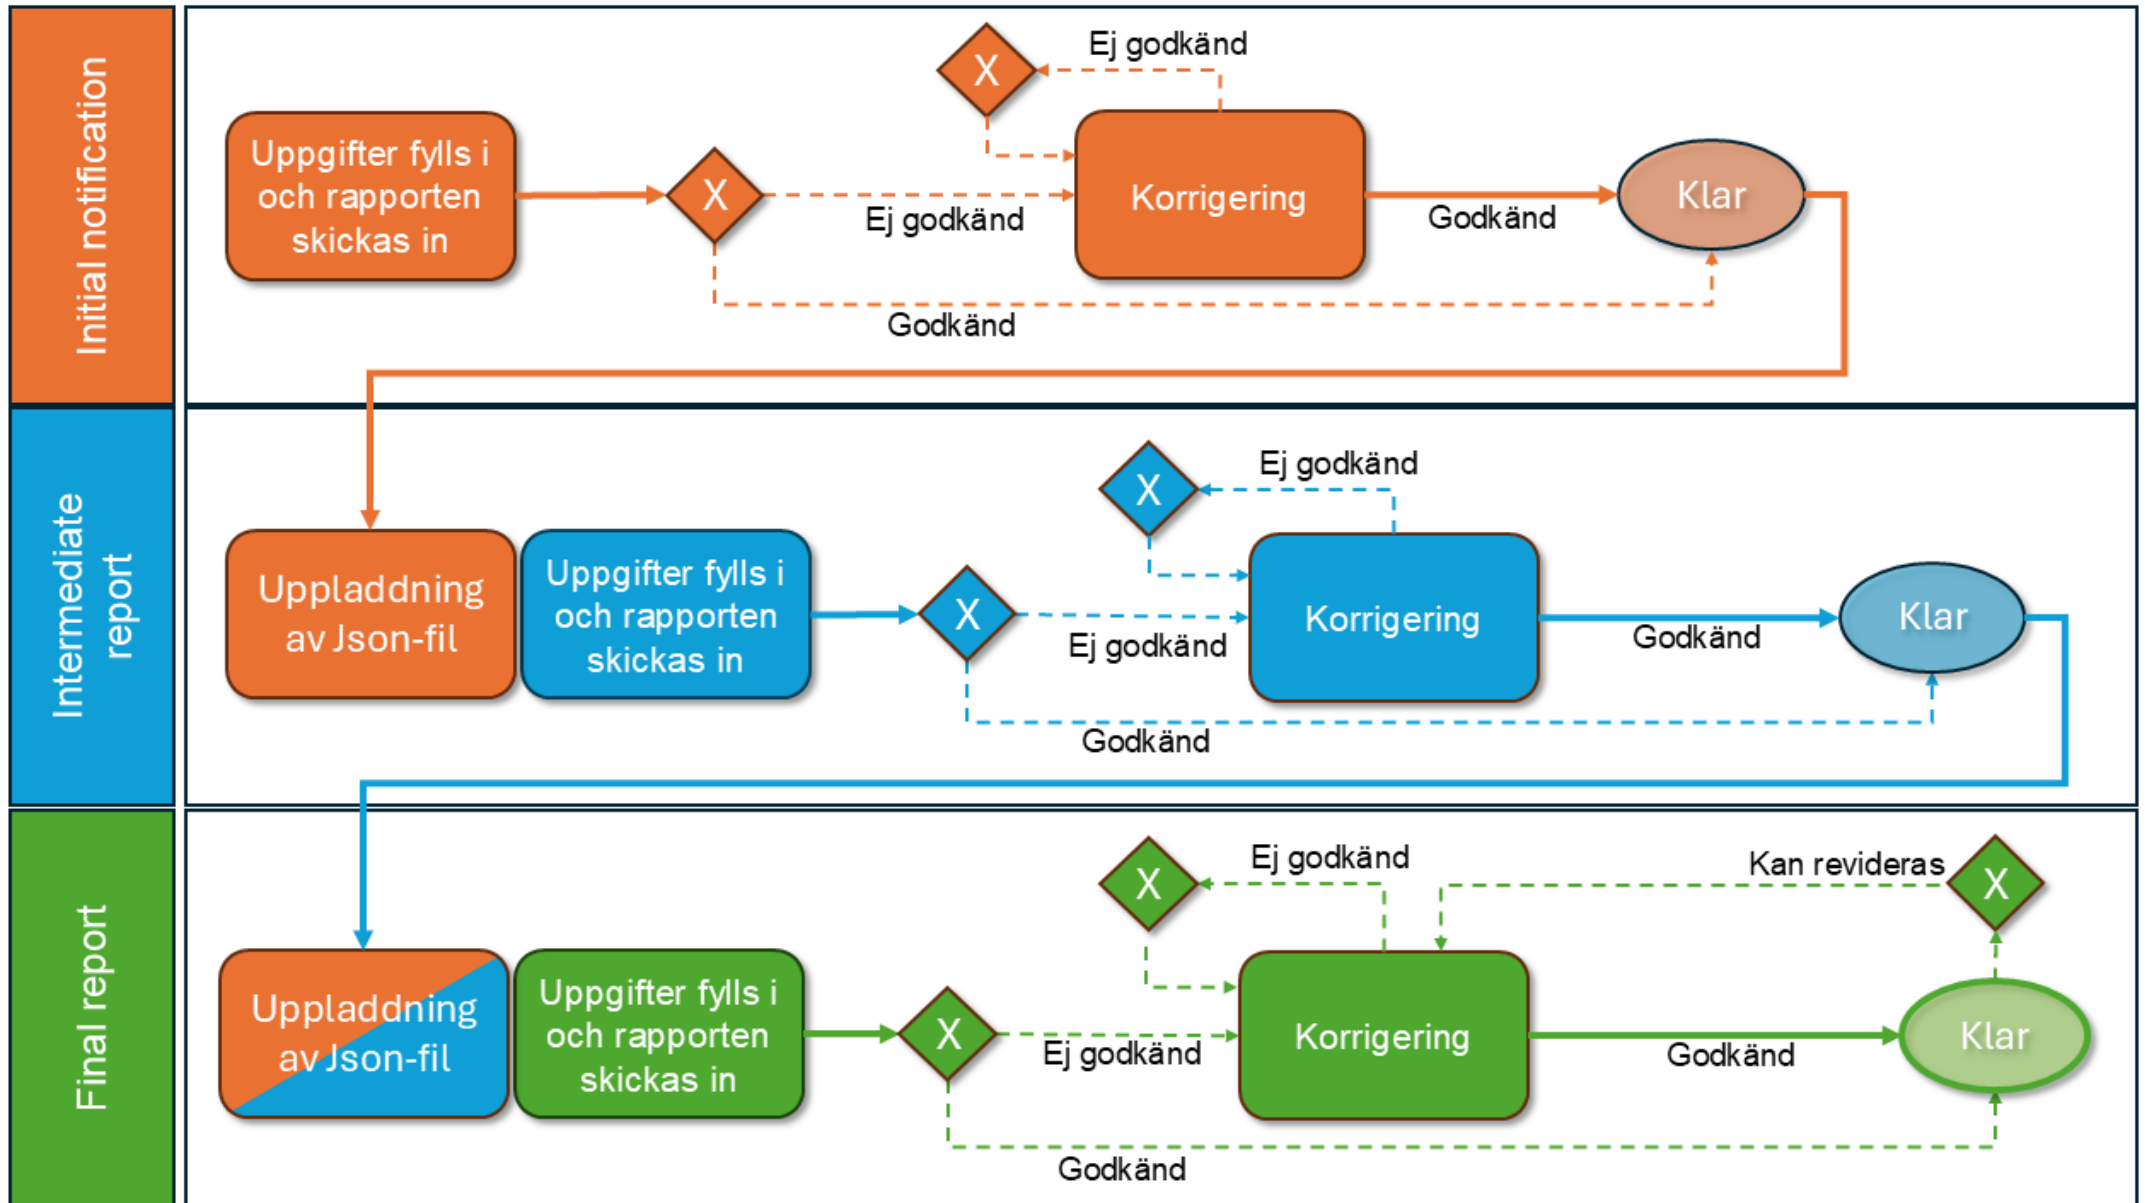 Initial notification
Ej godkänd
X
Uppgifter fylls i
och rapporten
skickas in
X
Ej godkänd
Korrigering
Godkänd
Klar
Godkänd
Intermediate
report
Ej godkänd
X
Uppladdning
av Json-fil
Uppgifter fylls i
och rapporten
skickas in
X
Ej godkänd
Korrigering
Godkänd
Klar
Godkänd
Final report
Ej godkänd
X
Kan revideras
X
Uppladdning
av Json-fil
Uppgifter fylls i
och rapporten
skickas in
X
Ej godkänd
Korrigering
Godkänd
Klar
Godkänd